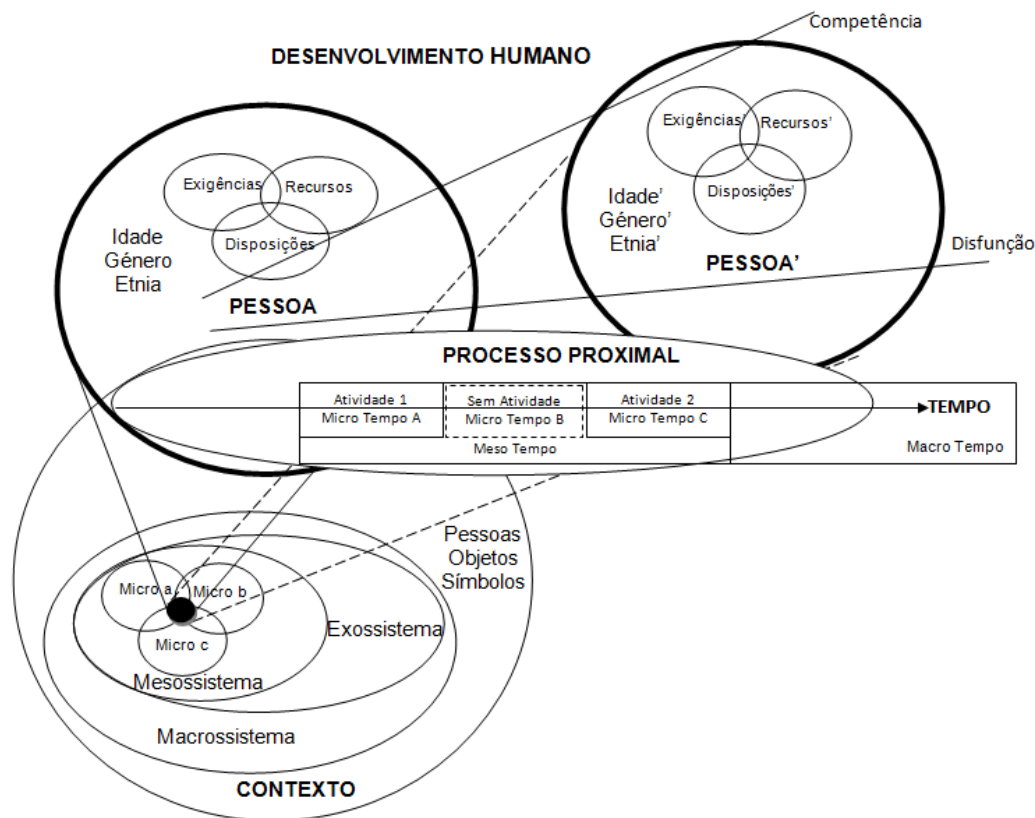 Competência
DESENVOLVIMENTO HUMANO
Exigências’
Recursos’
Disposições’
Idade’
Género’
Etnia’
PESSOA’
Exigências
Recursos
Disposições
Idade
Género
Etnia
PESSOA
Disfunção
PROCESSO PROXIMAL
Atividade 1
Micro Tempo A
Sem Atividade
Micro Tempo B
Atividade 2
Micro Tempo C
TEMPO
Meso Tempo
Macro Tempo
Pessoas
Objetos
Símbolos
Micro a
Micro b
Micro c
Exossistema
Mesossistema
Macrossistema
CONTEXTO